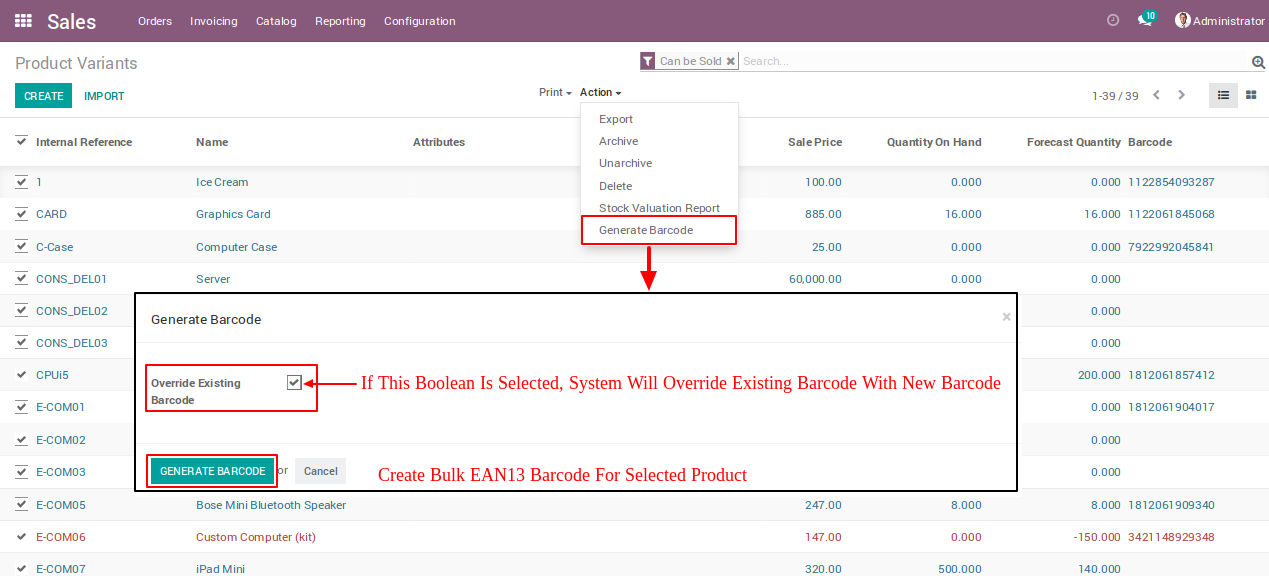 Sales Orders Invoicing Catalog Reporting Configuration 10 Administrator
Product Variants Can be Sold × Search...
CREATE IMPORT Print Action 1-39 / 39
Export
Archive
Unarchive
Delete
Stock Valuation Report
Generate Barcode
Internal Reference Name Attributes Sale Price Quantity On Hand Forecast Quantity Barcode
1 Ice Cream 100.00 0.000 0.000 1122854093287
CARD Graphics Card 885.00 16.000 16.000 1122061845068
C-Case Computer Case 25.00 0.000 0.000 7922992045841
CONS_DEL01 Server 60,000.00 0.000 0.000
CONS_DEL02 0.000
CONS_DEL03 0.000
CPUi5 200.000 1812061857412
E-COM01 0.000 1812061904017
E-COM02 0.000
E-COM03 0.000
Generate Barcode ×
Override Existing
Barcode
If This Boolean Is Selected, System Will Override Existing Barcode With New Barcode
GENERATE BARCODE or Cancel
Create Bulk EAN13 Barcode For Selected Product
E-COM05 Bose Mini Bluetooth Speaker 247.00 8.000 8.000 1812061909340
E-COM06 Custom Computer (kit) 147.00 0.000 -150.000 3421148929348
E-COM07 iPad Mini 320.00 500.000 140.000